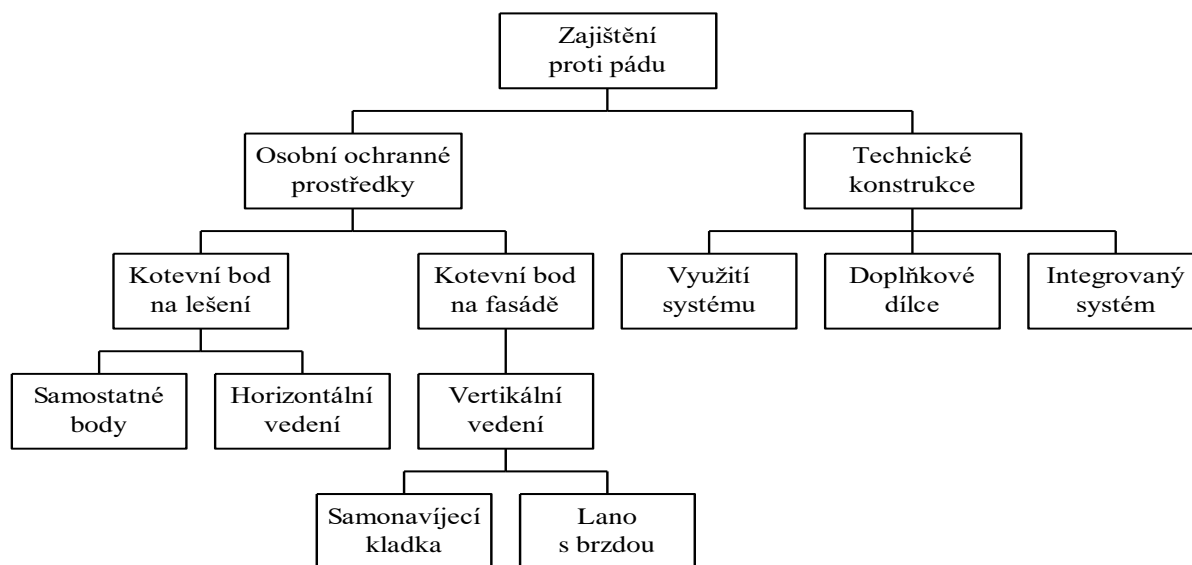 Zajištění
proti pádu
Osobní ochranné
prostředky
Technické
konstrukce
Kotevní bod
na lešení
Kotevní bod
na fasádě
Využití
systému
Doplňkové
dílce
Integrovaný
systém
Samostatné
body
Horizontální
vedení
Vertikální
vedení
Samonavíjecí
kladka
Lano
s brzdou